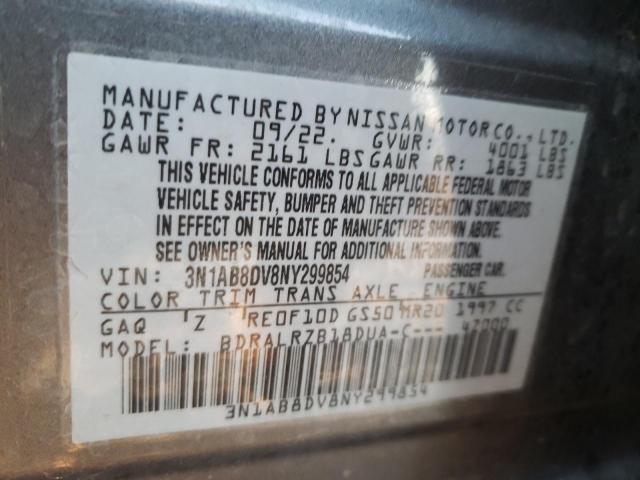 MANUFACTURED BY NISSAN MOTOR CO., LTD.
DATE: 09/22. GVWR: 4001 LBS
GAWR FR: 2161 LBS GAWR RR: 1863 LBS
THIS VEHICLE CONFORMS TO ALL APPLICABLE FEDERAL MOTOR
VEHICLE SAFETY, BUMPER AND THEFT PREVENTION STANDARDS
IN EFFECT ON THE DATE OF MANUFACTURE SHOWN ABOVE.
SEE OWNER'S MANUAL FOR ADDITIONAL INFORMATION.
VIN: 3N1AB8DV8NY299854 PASSENGER CAR.
COLOR TRIM TRANS AXLE ENGINE
GAQ Z RE0F10D GS50 MR20 1997 CC
MODEL: BDRALRZB18DUA-C--- 47000
3N1AB8DV8NY299854